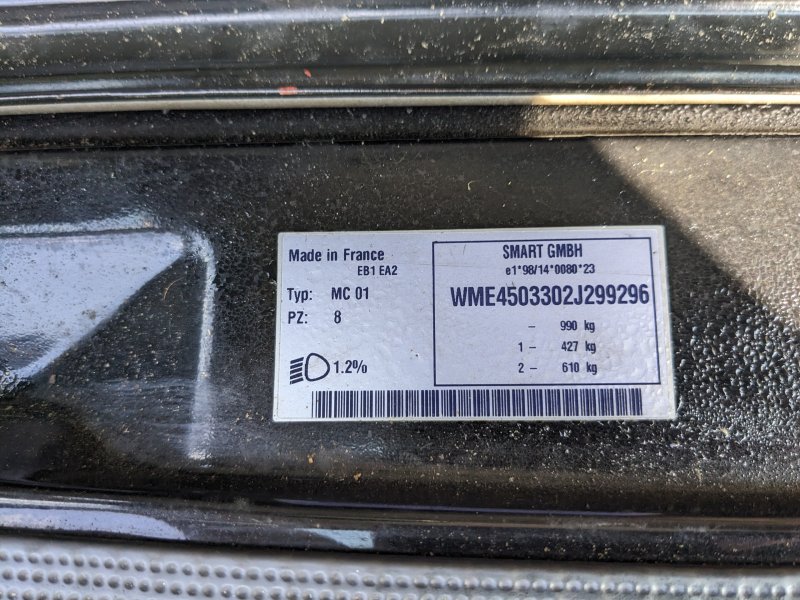 Made in France
EB1 EA2
Typ: MC 01
PZ: 8
1.2%
SMART GMBH
e1*98/14*0080*23
WME4503302J299296
– 990 kg
1 – 427 kg
2 – 610 kg